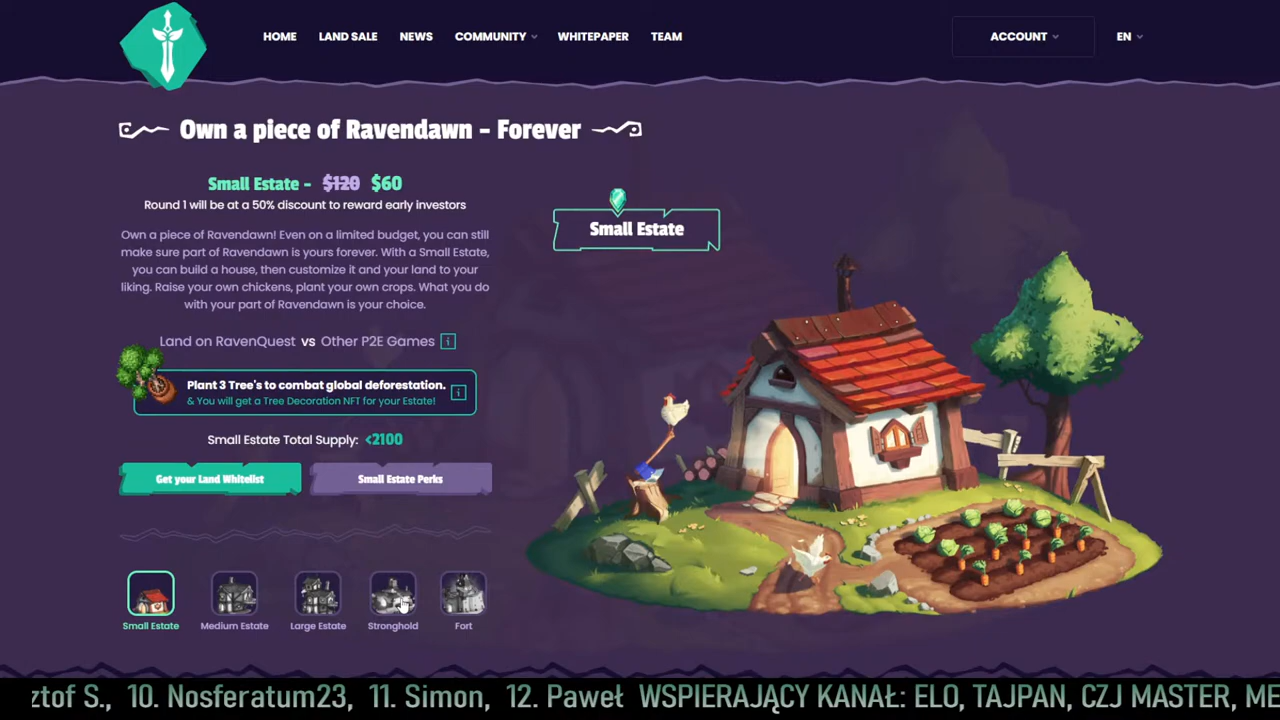 HOME LAND SALE NEWS COMMUNITY WHITEPAPER TEAM ACCOUNT EN
Own a piece of Ravendawn - Forever
Small Estate - $120 $60
Round 1 will be at a 50% discount to reward early investors
Own a piece of Ravendawn! Even on a limited budget, you can still
make sure part of Ravendawn is yours forever. With a Small Estate,
you can build a house, then customize it and your land to your
liking. Raise your own chickens, plant your own crops. What you do
with your part of Ravendawn is your choice.
Land on RavenQuest vs Other P2E Games i
Plant 3 Tree's to combat global deforestation.
& You will get a Tree Decoration NFT for your Estate! i
Small Estate Total Supply: <2100
Get your Land Whitelist Small Estate Perks
Small Estate Medium Estate Large Estate Stronghold Fort
Small Estate
ztof S., 10. Nosferatum23, 11. Simon, 12. Paweł WSPIERAJĄCY KANAŁ: ELO, TAJPAN, CZJ MASTER, ME